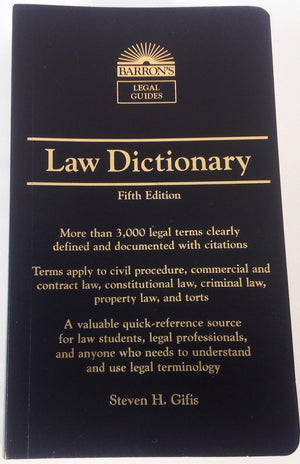 BARRON'S
LEGAL
GUIDES
Law Dictionary
Fifth Edition
More than 3,000 legal terms clearly
defined and documented with citations
Terms apply to civil procedure, commercial and
contract law, constitutional law, criminal law,
property law, and torts
A valuable quick-reference source
for law students, legal professionals,
and anyone who needs to understand
and use legal terminology
Steven H. Gifis